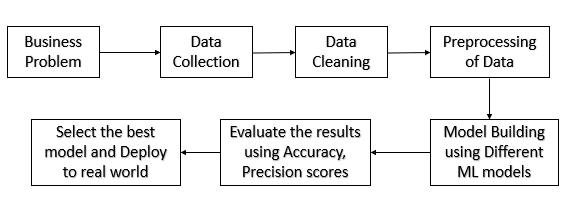 Business
Problem
Data
Collection
Data
Cleaning
Preprocessing
of Data
Model Building
using Different
ML models
Evaluate the results
using Accuracy,
Precision scores
Select the best
model and Deploy
to real world